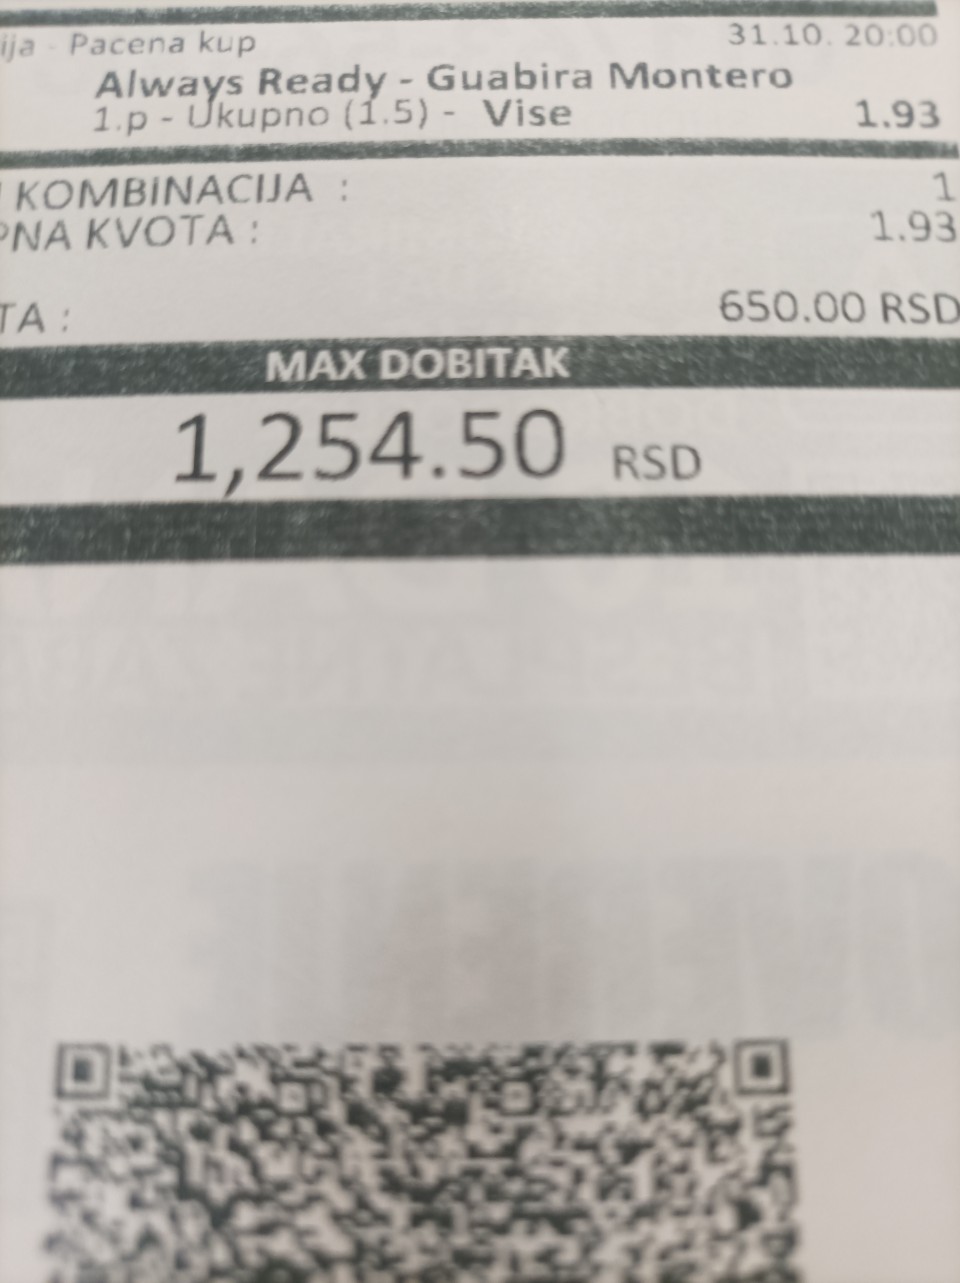 ija - Pacena kup 31.10. 20:00
Always Ready - Guabira Montero
1.p - Ukupno (1.5) - Vise 1.93
KOMBINACIJA : 1
PNA KVOTA : 1.93
TA : 650.00 RSD
MAX DOBITAK
1,254.50 RSD